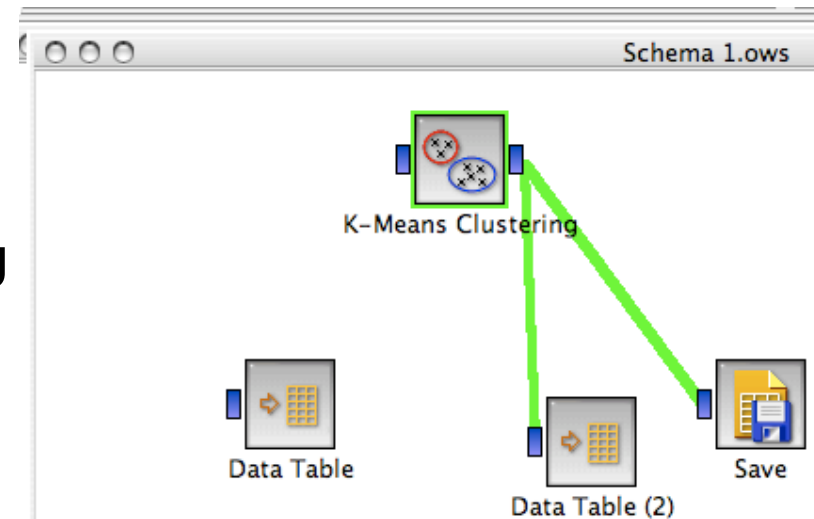 Schema 1.ows
K-Means Clustering
g
Data Table
Save
Data Table (2)